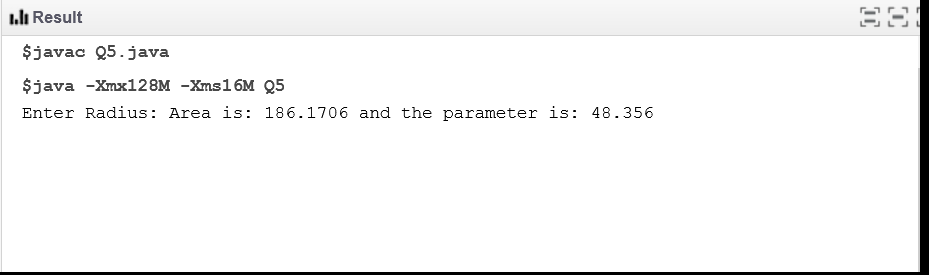 Result
$javac Q5.java
$java -Xmx128M -Xms16M Q5
Enter Radius: Area is: 186.1706 and the parameter is: 48.356